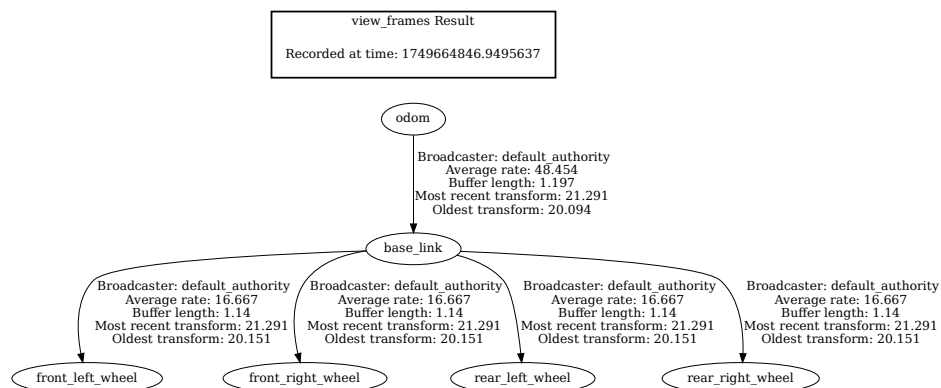 view_frames Result
Recorded at time: 1749664846.9495637
odom
Broadcaster: default_authority
Average rate: 48.454
Buffer length: 1.197
Most recent transform: 21.291
Oldest transform: 20.094
base_link
Broadcaster: default_authority
Average rate: 16.667
Buffer length: 1.14
Most recent transform: 21.291
Oldest transform: 20.151
Broadcaster: default_authority
Average rate: 16.667
Buffer length: 1.14
Most recent transform: 21.291
Oldest transform: 20.151
Broadcaster: default_authority
Average rate: 16.667
Buffer length: 1.14
Most recent transform: 21.291
Oldest transform: 20.151
Broadcaster: default_authority
Average rate: 16.667
Buffer length: 1.14
Most recent transform: 21.291
Oldest transform: 20.151
front_left_wheel
front_right_wheel
rear_left_wheel
rear_right_wheel